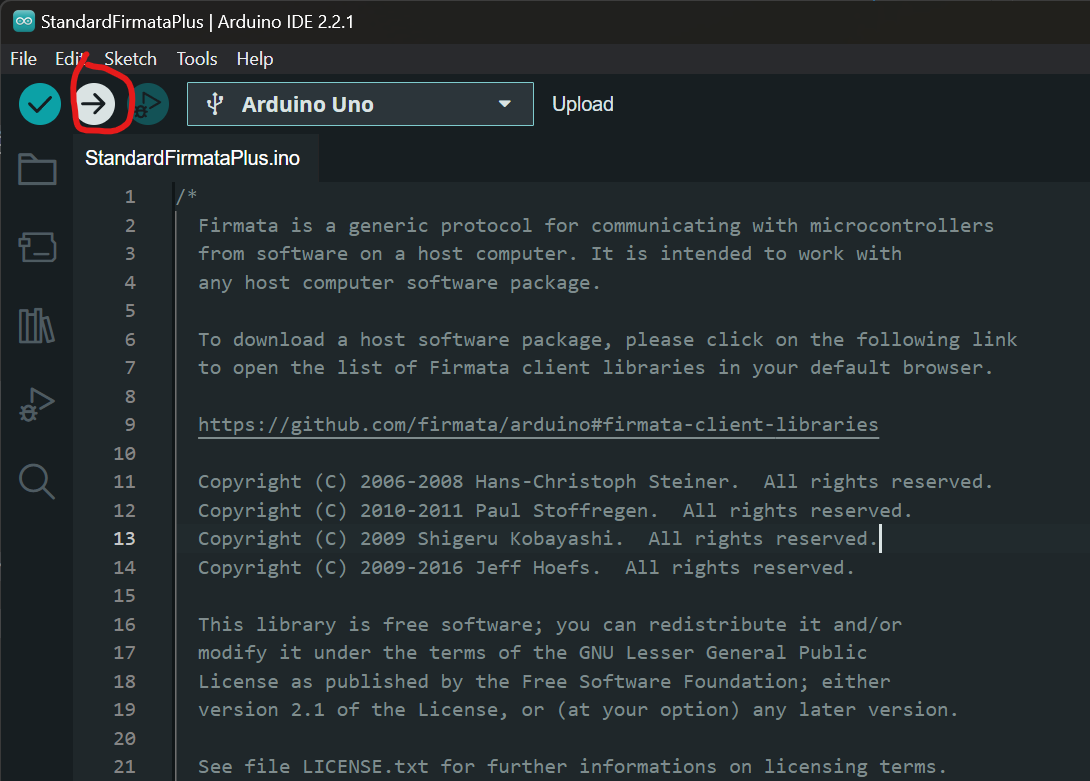 StandardFirmataPlus | Arduino IDE 2.2.1
File Edit Sketch Tools Help
Arduino Uno Upload
StandardFirmataPlus.ino
1 /*
2 Firmata is a generic protocol for communicating with microcontrollers
3 from software on a host computer. It is intended to work with
4 any host computer software package.
5
6 To download a host software package, please click on the following link
7 to open the list of Firmata client libraries in your default browser.
8
9 https://github.com/firmata/arduino#firmata-client-libraries
10
11 Copyright (C) 2006-2008 Hans-Christoph Steiner.  All rights reserved.
12 Copyright (C) 2010-2011 Paul Stoffregen.  All rights reserved.
13 Copyright (C) 2009 Shigeru Kobayashi.  All rights reserved.
14 Copyright (C) 2009-2016 Jeff Hoefs.  All rights reserved.
15
16 This library is free software; you can redistribute it and/or
17 modify it under the terms of the GNU Lesser General Public
18 License as published by the Free Software Foundation; either
19 version 2.1 of the License, or (at your option) any later version.
20
21 See file LICENSE.txt for further informations on licensing terms.